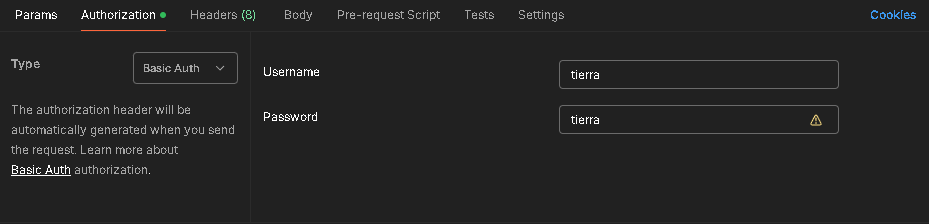 Params Authorization Headers (8) Body Pre-request Script Tests Settings Cookies
Type Basic Auth
The authorization header will be
automatically generated when you send
the request. Learn more about
Basic Auth authorization.
Username tierra
Password tierra